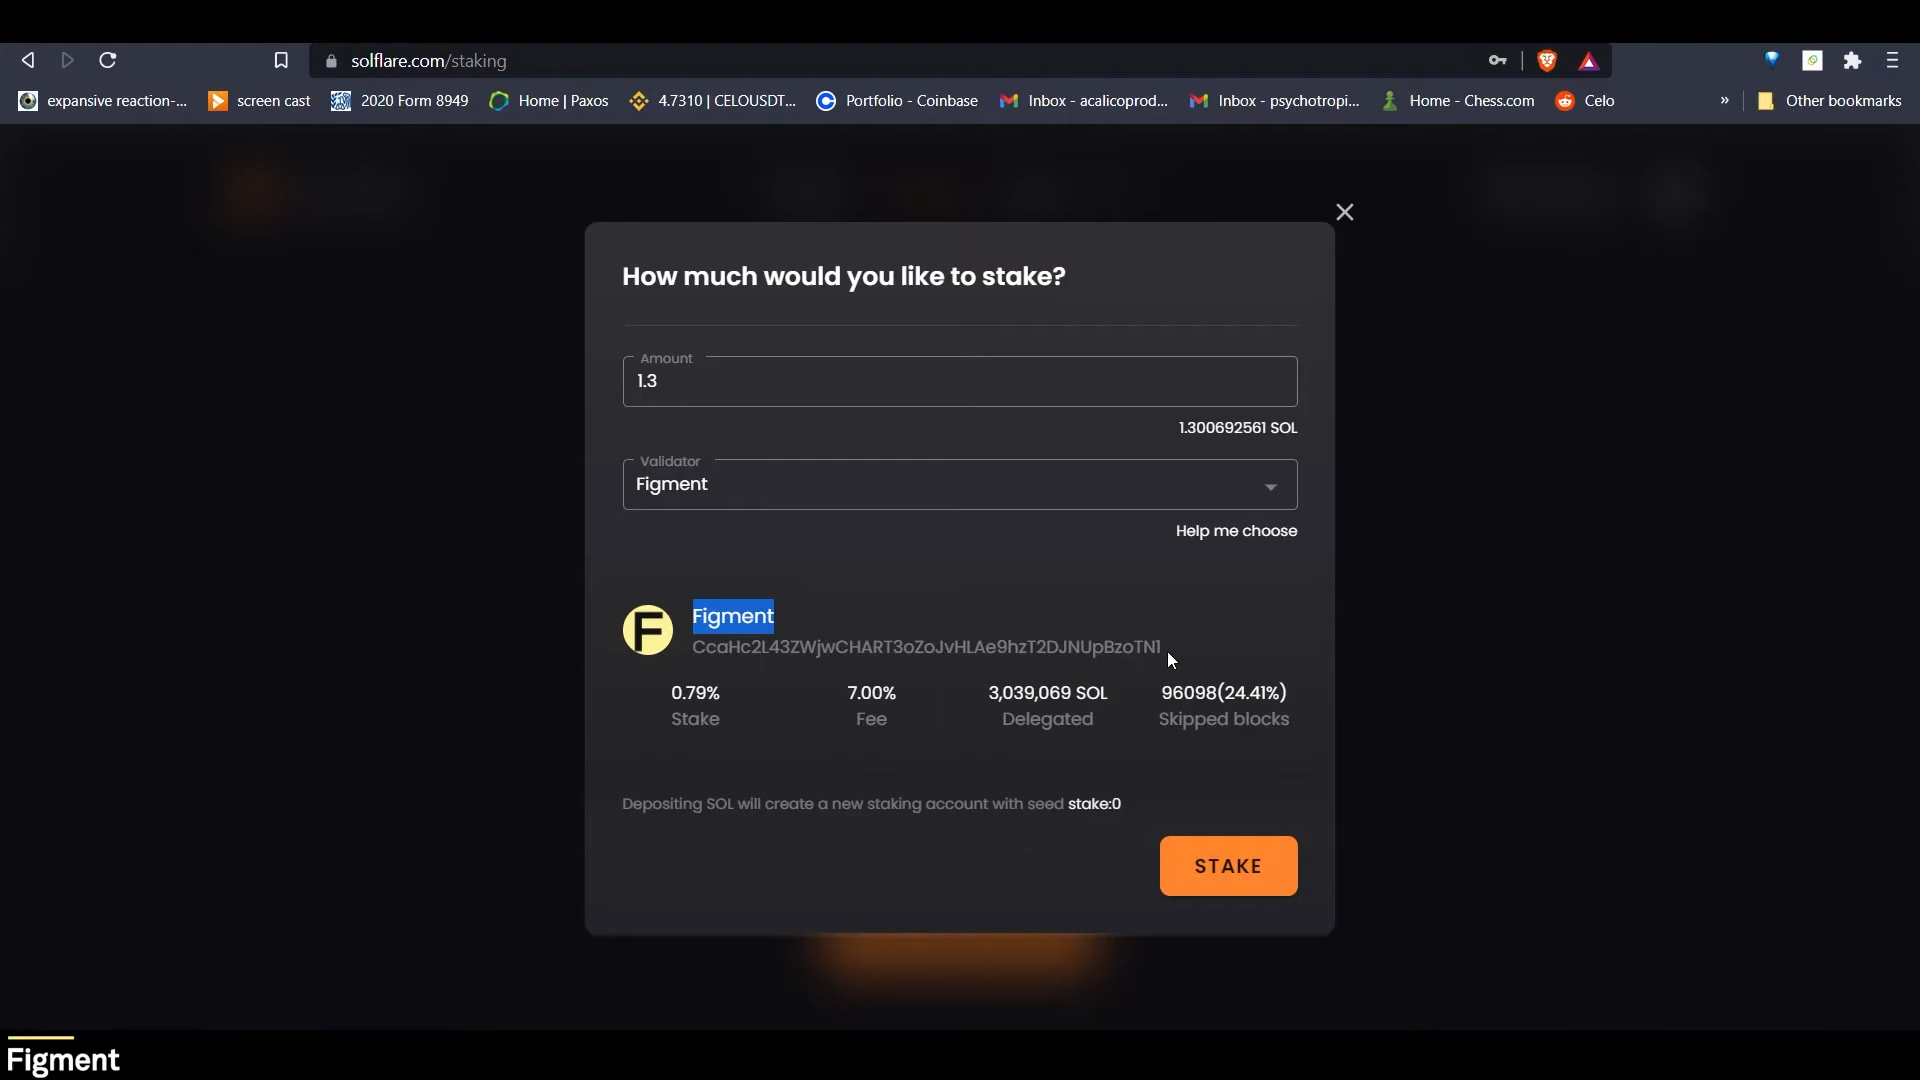 solflare.com/staking
expansive reaction-... screen cast 2020 Form 8949 Home | Paxos 4.7310 | CELOUSDT... Portfolio - Coinbase Inbox - acalicoprod... Inbox - psychotropi... Home - Chess.com Celo » Other bookmarks
How much would you like to stake?
Amount
1.3
1.300692561 SOL
Validator
Figment
Help me choose
F Figment
CcaHc2L43ZWjwCHART3oZoJvHLAe9hzT2DJNUpBzoTN1
0.79% 7.00% 3,039,069 SOL 96098(24.41%)
Stake Fee Delegated Skipped blocks
Depositing SOL will create a new staking account with seed stake:0
STAKE
Figment